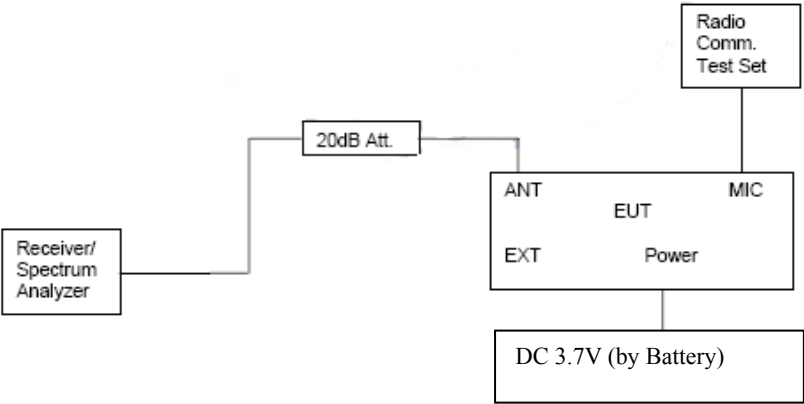 Radio
Comm.
Test Set
20dB Att.
ANT
MIC
EUT
EXT
Power
Receiver/
Spectrum
Analyzer
DC 3.7V (by Battery)